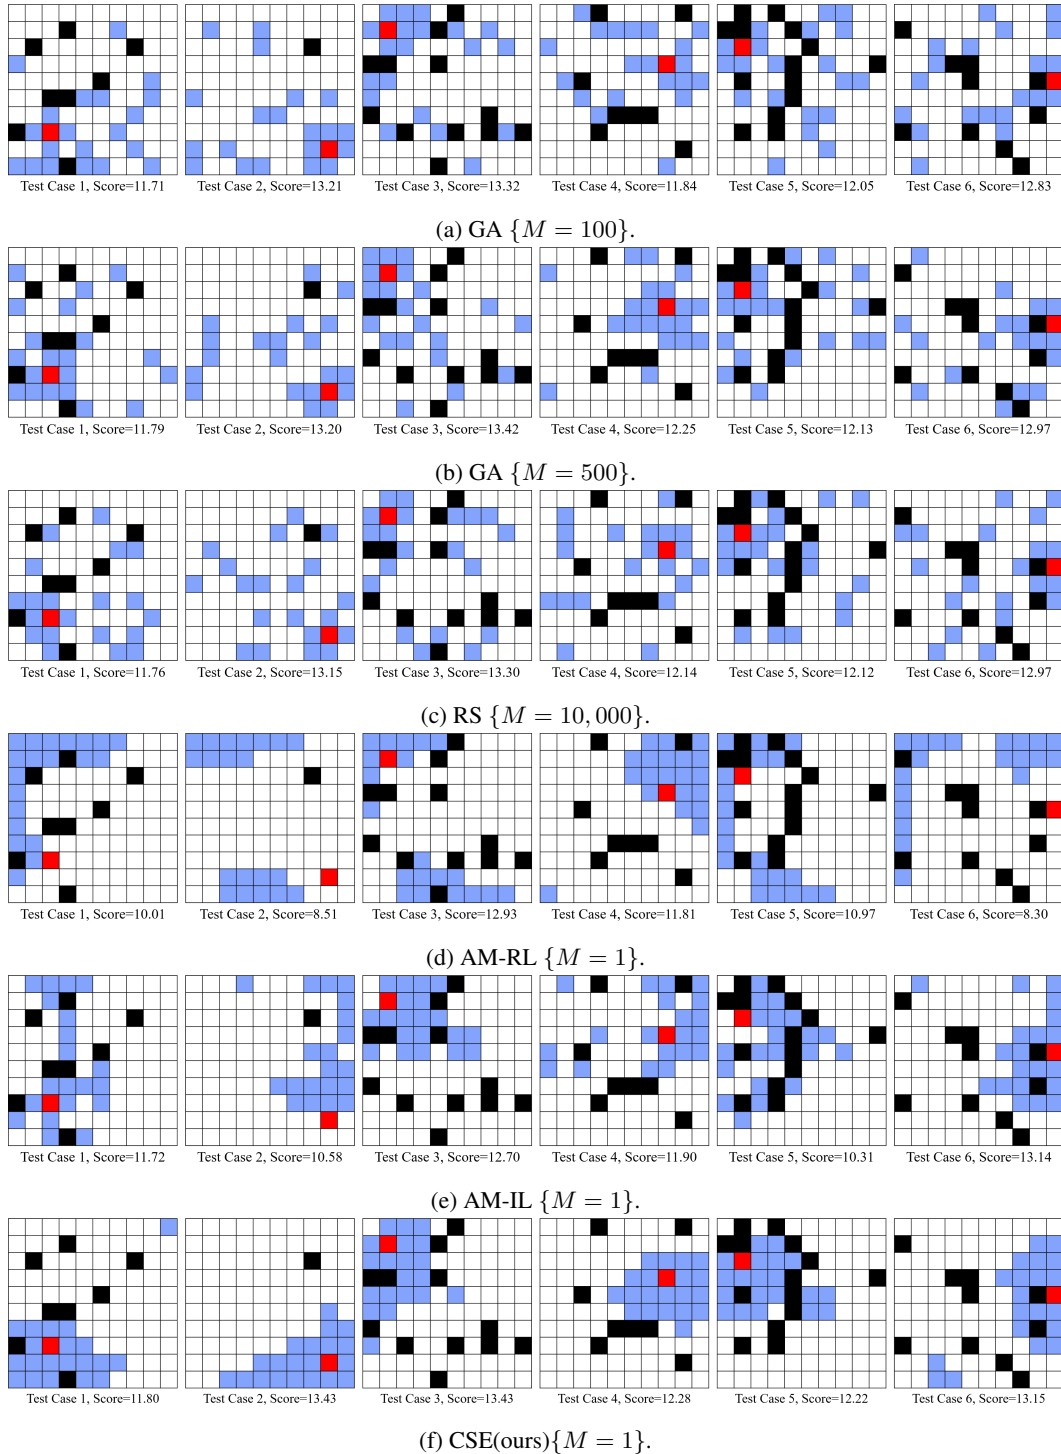 Test Case 1, Score=11.71 Test Case 2, Score=13.21 Test Case 3, Score=13.32 Test Case 4, Score=11.84 Test Case 5, Score=12.05 Test Case 6, Score=12.83
(a) GA {M = 100}.
Test Case 1, Score=11.79 Test Case 2, Score=13.20 Test Case 3, Score=13.42 Test Case 4, Score=12.25 Test Case 5, Score=12.13 Test Case 6, Score=12.97
(b) GA {M = 500}.
Test Case 1, Score=11.76 Test Case 2, Score=13.15 Test Case 3, Score=13.30 Test Case 4, Score=12.14 Test Case 5, Score=12.12 Test Case 6, Score=12.97
(c) RS {M = 10,000}.
Test Case 1, Score=10.01 Test Case 2, Score=8.51 Test Case 3, Score=12.93 Test Case 4, Score=11.81 Test Case 5, Score=10.97 Test Case 6, Score=8.30
(d) AM-RL {M = 1}.
Test Case 1, Score=11.72 Test Case 2, Score=10.58 Test Case 3, Score=12.70 Test Case 4, Score=11.90 Test Case 5, Score=10.31 Test Case 6, Score=13.14
(e) AM-IL {M = 1}.
Test Case 1, Score=11.80 Test Case 2, Score=13.43 Test Case 3, Score=13.43 Test Case 4, Score=12.28 Test Case 5, Score=12.22 Test Case 6, Score=13.15
(f) CSE(ours){M = 1}.